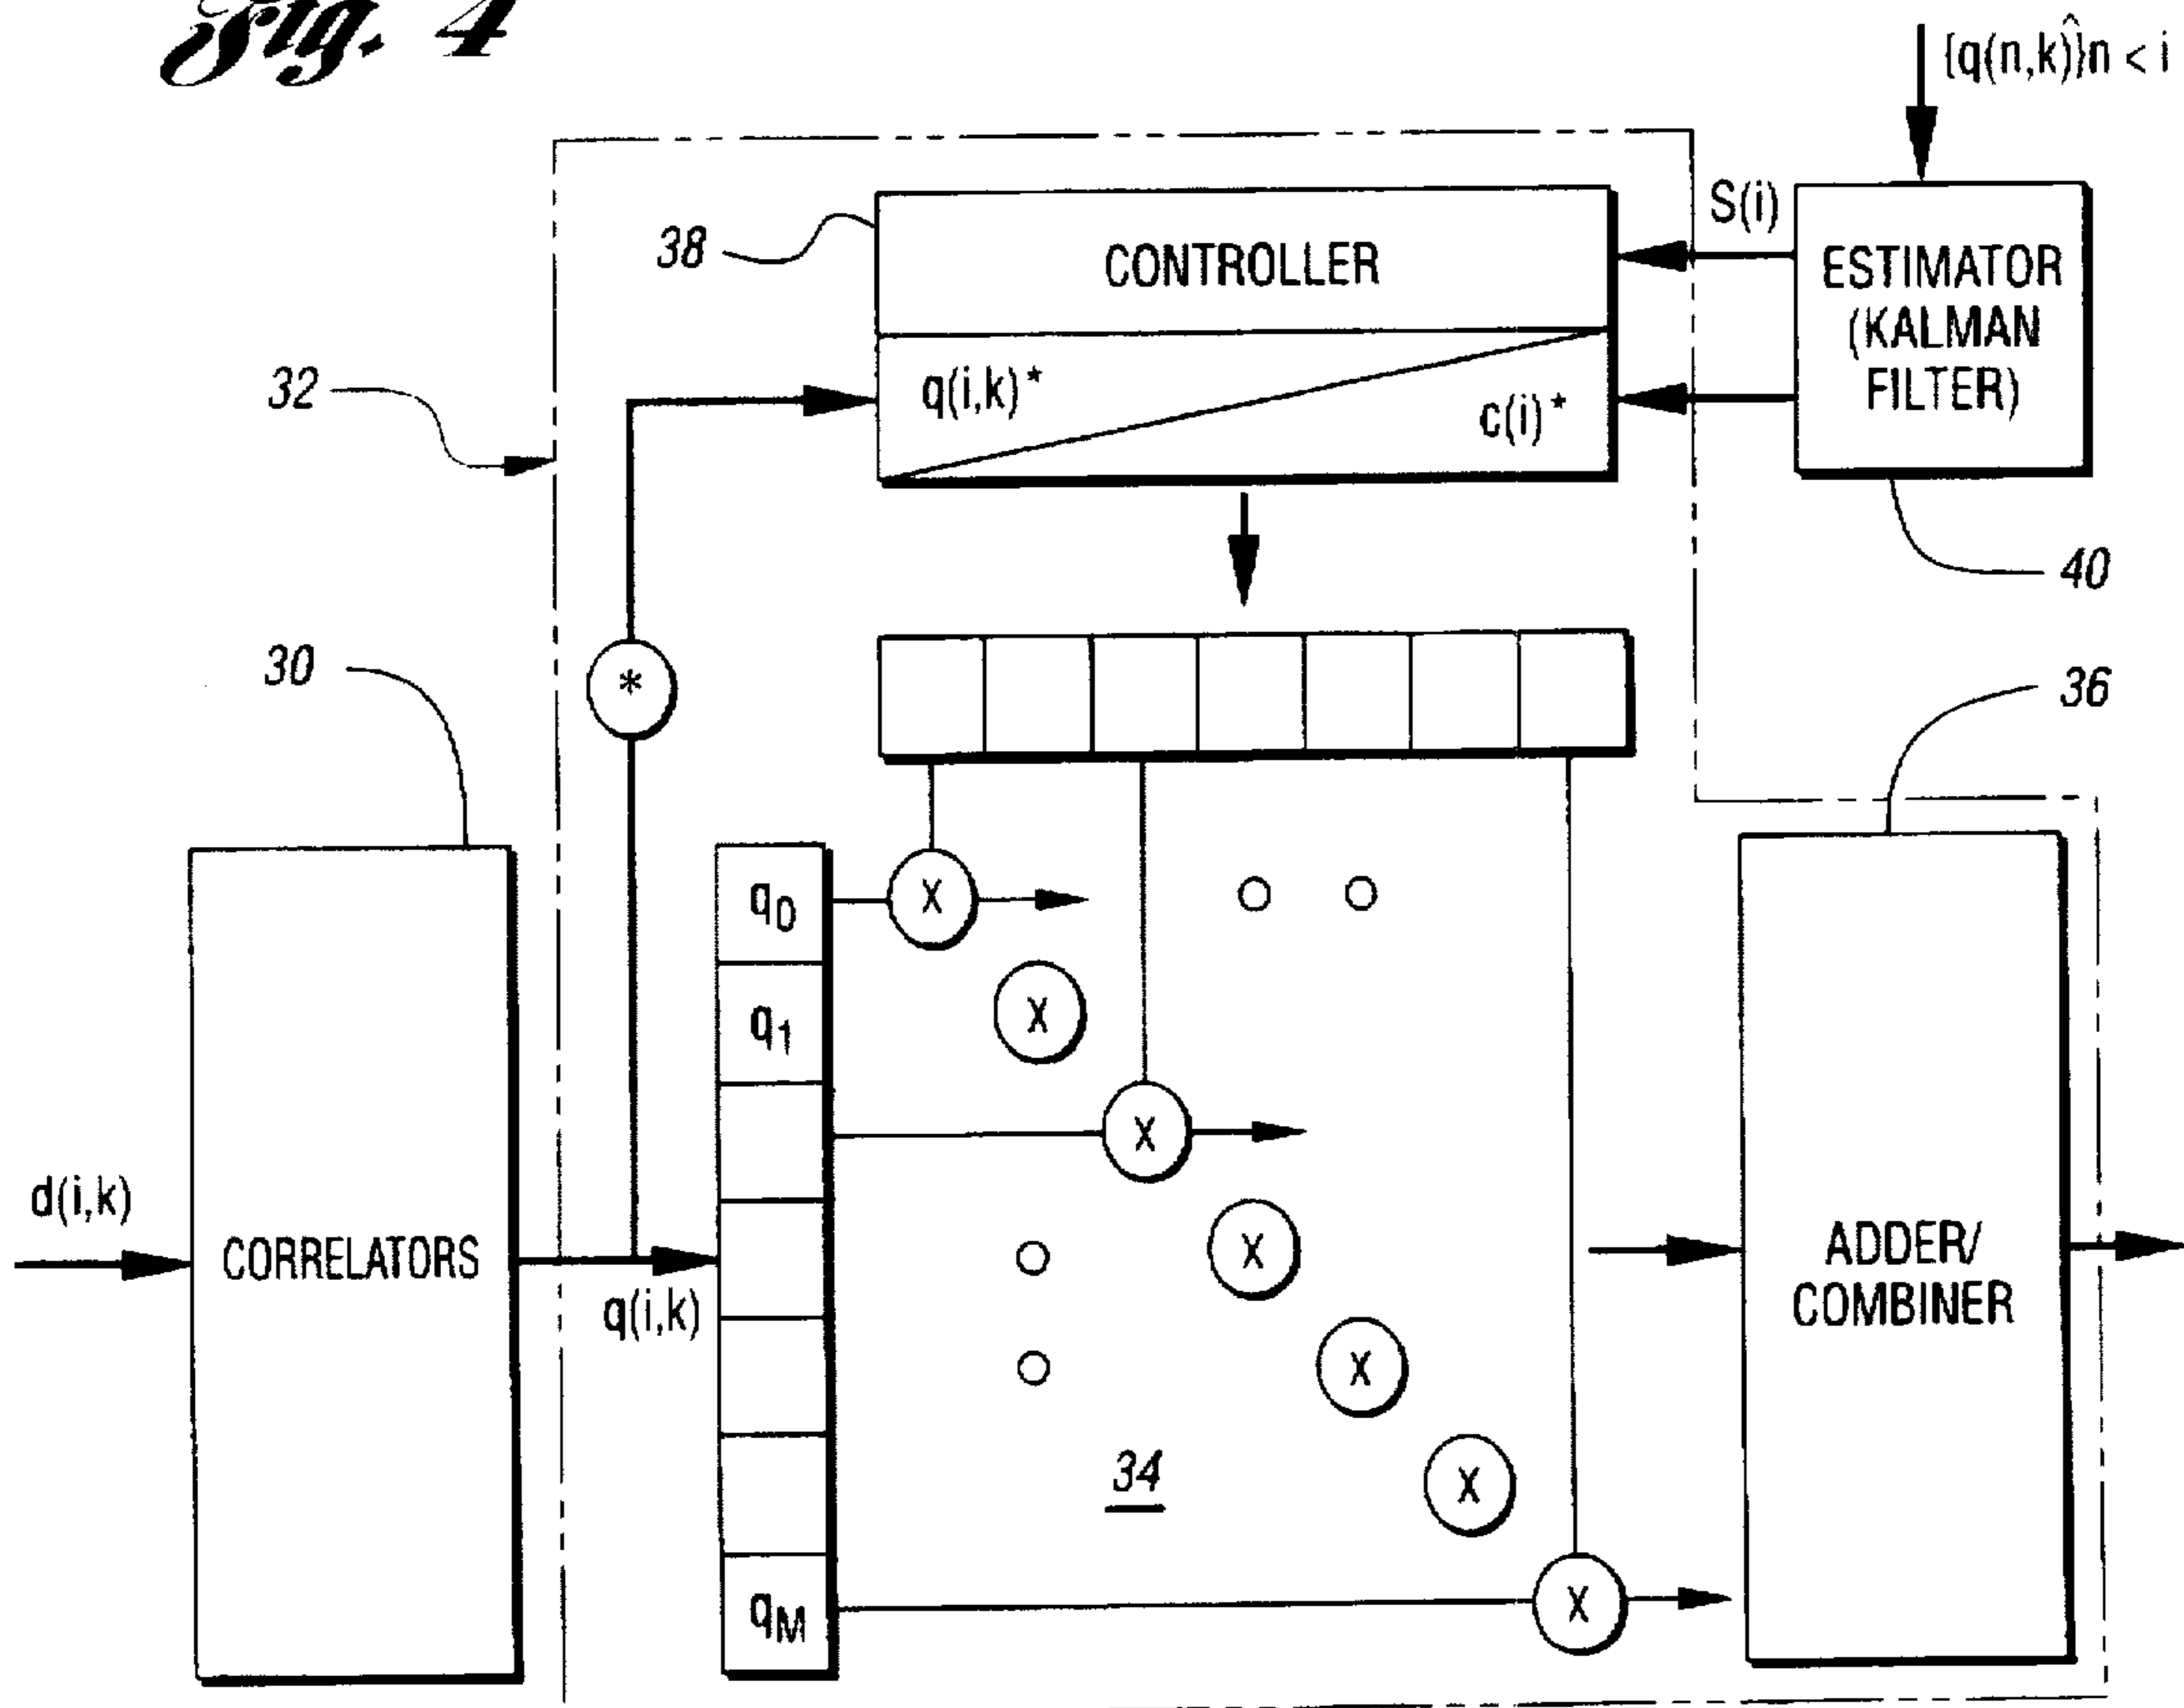 Fig. 4
{q(n,k)̂}n < i
S(i)
38
CONTROLLER
ESTIMATOR
(KALMAN
FILTER)
32
q(i,k)*
c(i)*
40
30
*
36
q0
X
q1
X
X
d(i,k)
CORRELATORS
q(i,k)
X
ADDER/
COMBINER
X
34
X
qM
X